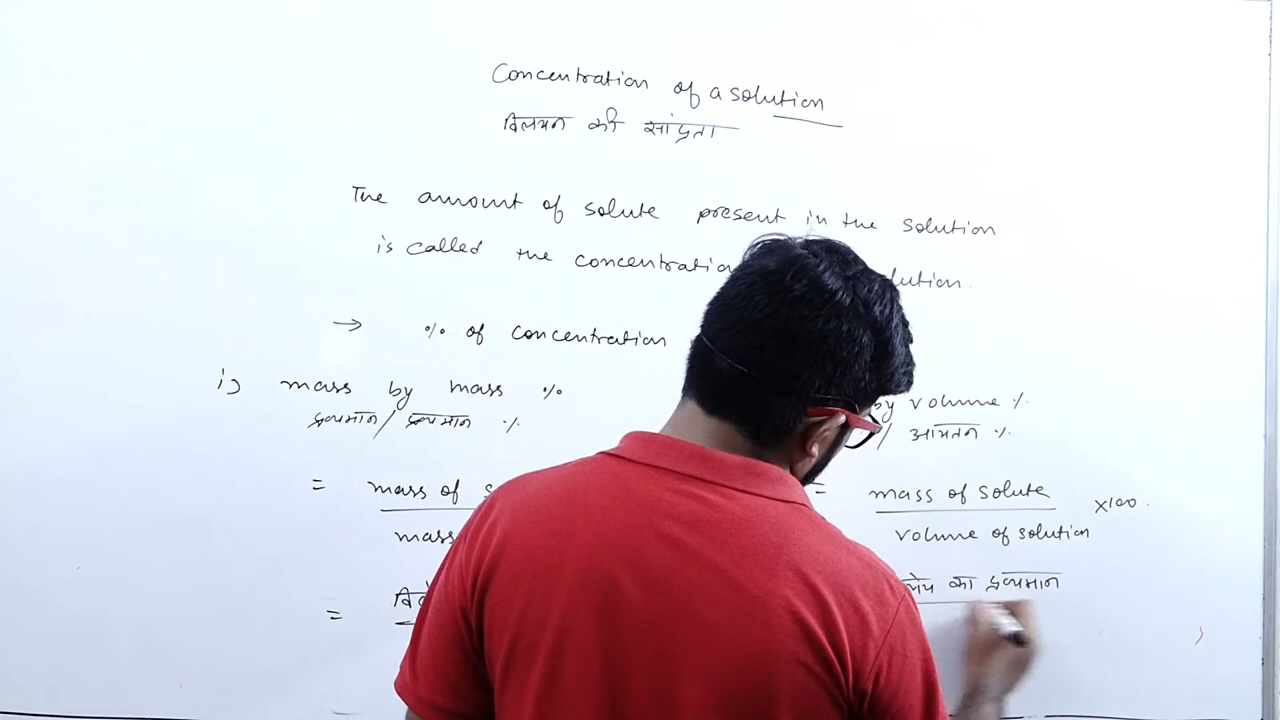 Concentration of a solution
विलयन की सांद्रता
The amount of solute present in the solution
is called the concentration
→ % of concentration
i) mass by mass %
द्रव्यमान/द्रव्यमान %
by volume %
/ आयतन %
= mass of
mass
= mass of solute
volume of solution
×100.
=
का द्रव्यमान